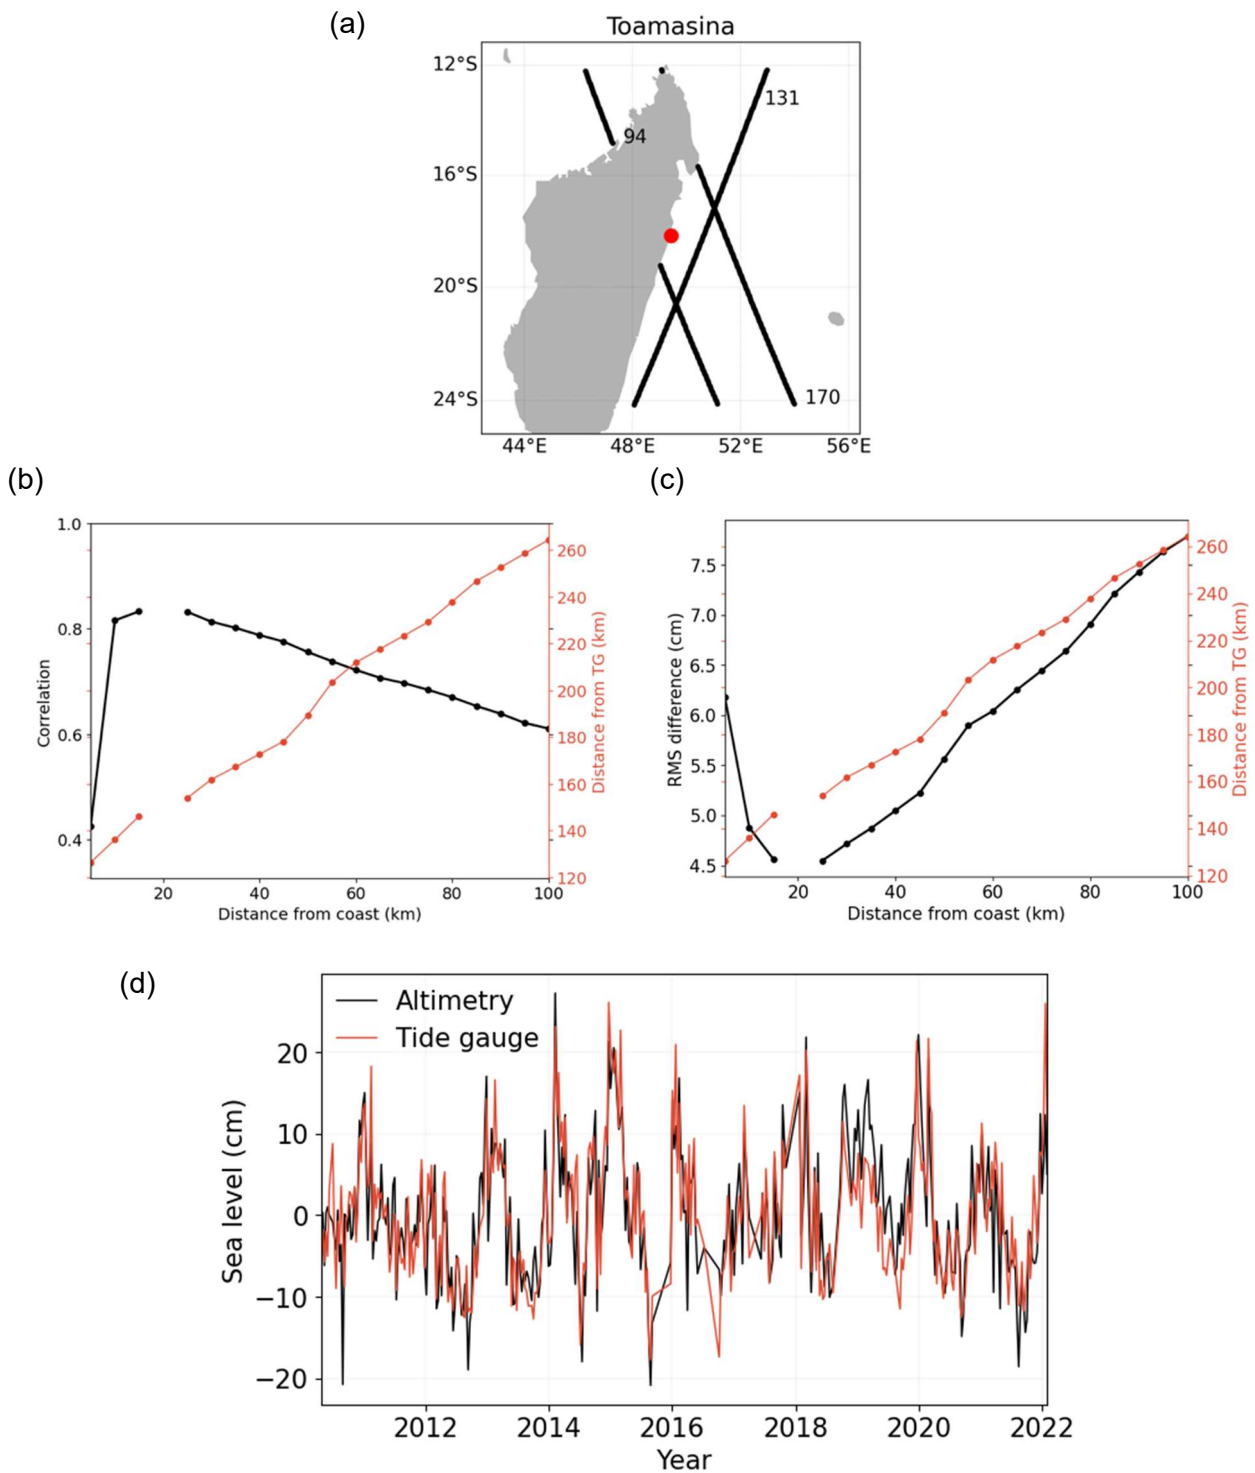 (a)
Toamasina
12°S
16°S
20°S
24°S
44°E 48°E 52°E 56°E
94
131
170
(b)
1.0
0.8
0.6
0.4
Correlation
260
240
220
200
180
160
140
120
Distance from TG (km)
20 40 60 80 100
Distance from coast (km)
(c)
7.5
7.0
6.5
6.0
5.5
5.0
4.5
RMS difference (cm)
260
240
220
200
180
160
140
120
Distance from TG (km)
20 40 60 80 100
Distance from coast (km)
(d)
Altimetry
Tide gauge
20
10
0
−10
−20
Sea level (cm)
2012 2014 2016 2018 2020 2022
Year